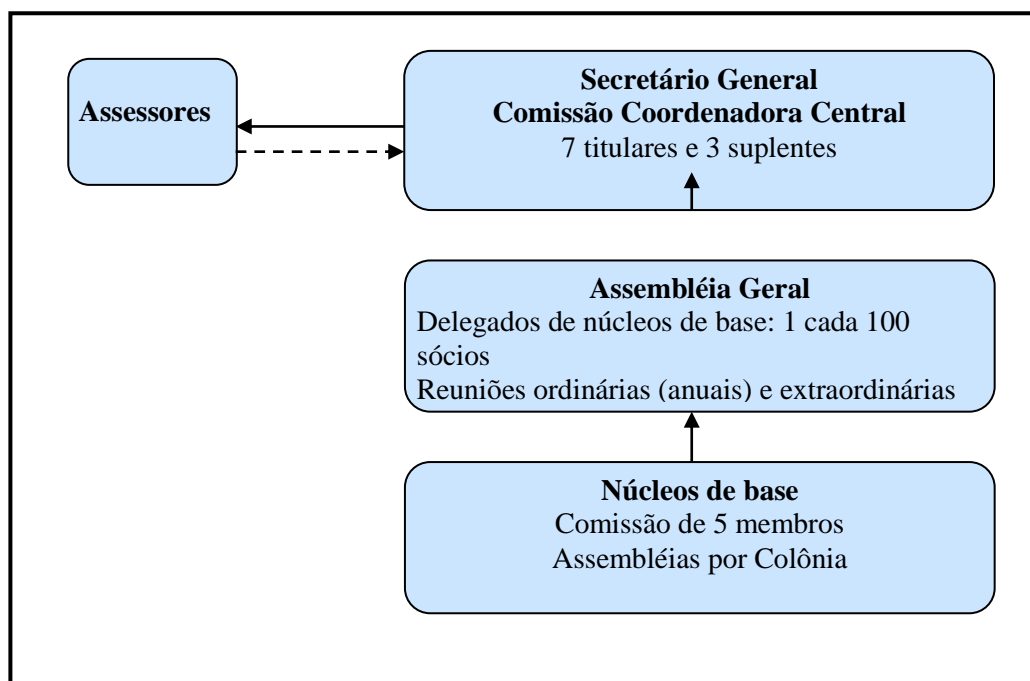 Assessores
Secretário General
Comissão Coordenadora Central
7 titulares e 3 suplentes
Assembléia Geral
Delegados de núcleos de base: 1 cada 100
sócios
Reuniões ordinárias (anuais) e extraordinárias
Núcleos de base
Comissão de 5 membros
Assembléias por Colônia